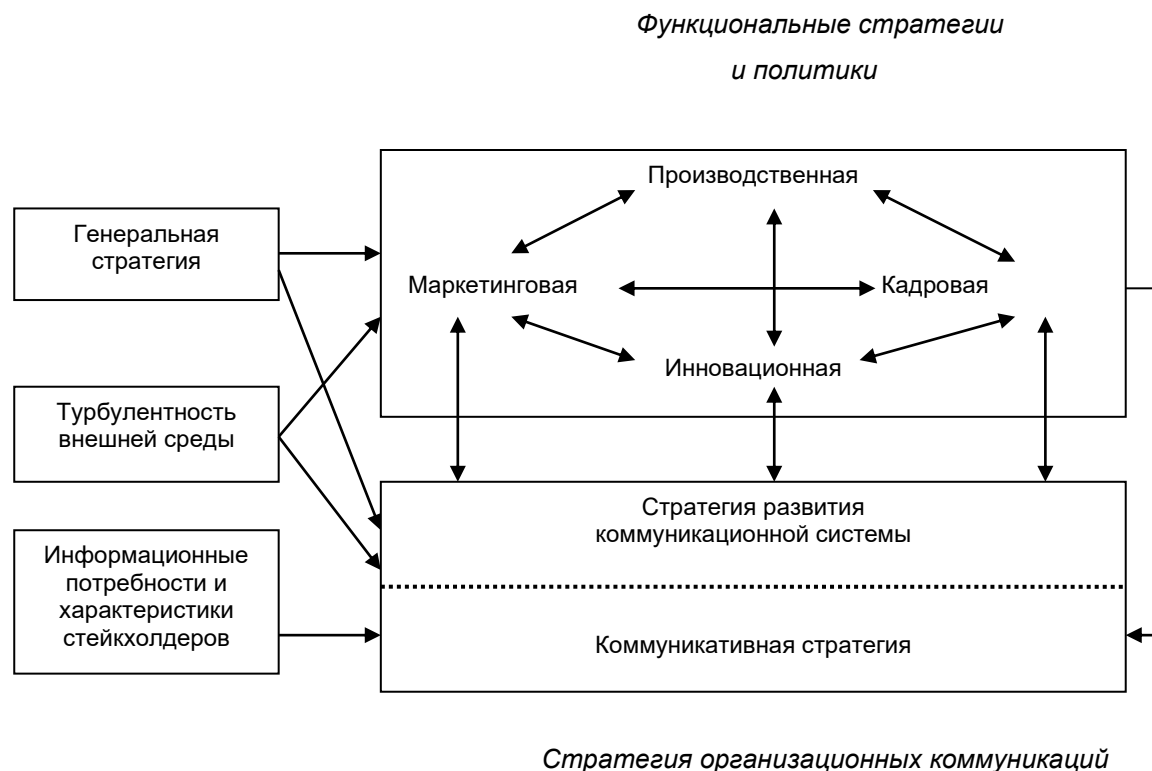 Функциональные стратегии
и политики
Производственная
Генеральная
стратегия
Маркетинговая
Кадровая
Инновационная
Турбулентность
внешней среды
Стратегия развития
коммуникационной системы
Информационные
потребности и
характеристики
стейкхолдеров
Коммуникативная стратегия
Стратегия организационных коммуникаций